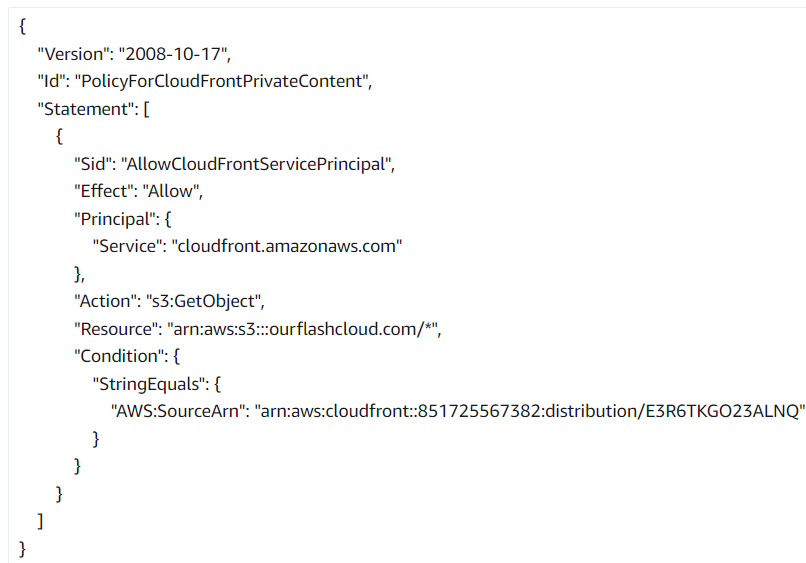 {
"Version": "2008-10-17",
"Id": "PolicyForCloudFrontPrivateContent",
"Statement": [
{
"Sid": "AllowCloudFrontServicePrincipal",
"Effect": "Allow",
"Principal": {
"Service": "cloudfront.amazonaws.com"
},
"Action": "s3:GetObject",
"Resource": "arn:aws:s3:::ourflashcloud.com/*",
"Condition": {
"StringEquals": {
"AWS:SourceArn": "arn:aws:cloudfront::851725567382:distribution/E3R6TKGO23ALNQ"
}
}
}
]
}